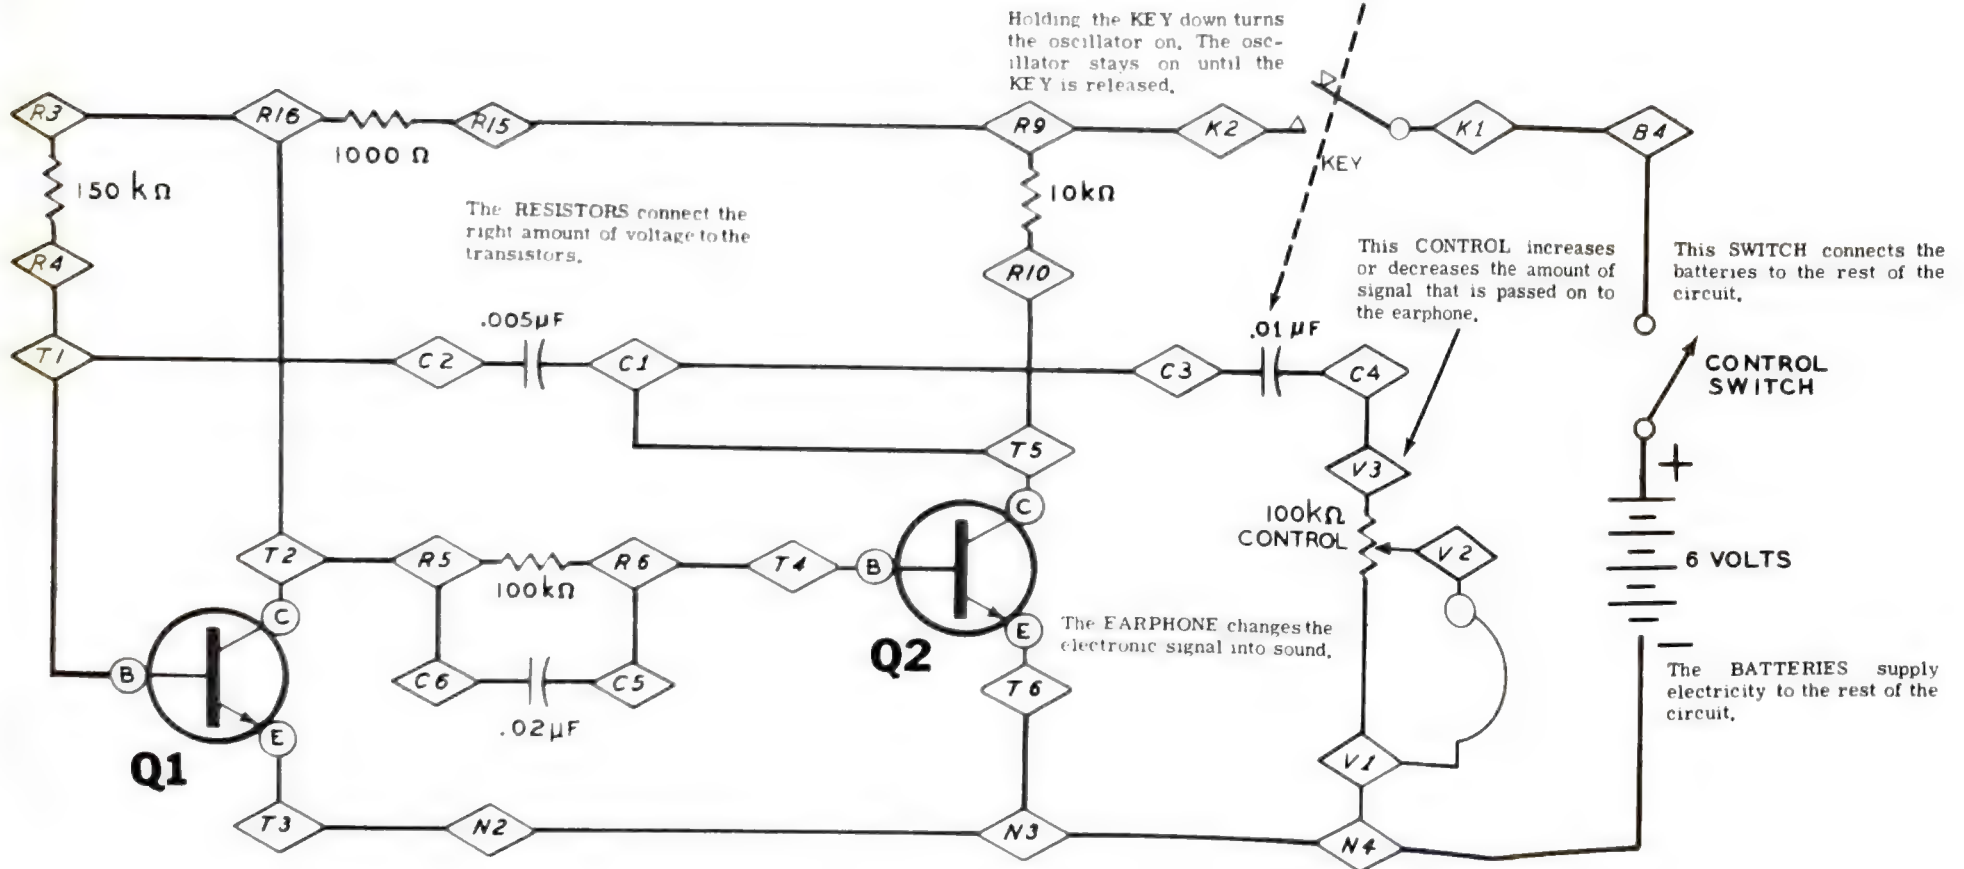 Holding the KEY down turns
the oscillator on. The osc-
illator stays on until the
KEY is released.
R3
R16
R15
R9
K2
K1
B4
1000 Ω
KEY
150 kΩ
10kΩ
The RESISTORS connect the
right amount of voltage to the
transistors.
R4
R10
This CONTROL increases
or decreases the amount of
signal that is passed on to
the earphone.
This SWITCH connects the
batteries to the rest of the
circuit.
.005µF
.01 µF
T1
C2
C1
C3
C4
CONTROL
SWITCH
T5
V3
+
C
100kΩ
CONTROL
V2
6 VOLTS
T2
R5
R6
T4
B
100kΩ
C
E
The EARPHONE changes the
electronic signal into sound.
Q2
−
The BATTERIES supply
electricity to the rest of the
circuit.
B
C6
C5
T6
.02µF
E
Q1
V1
T3
N2
N3
N4